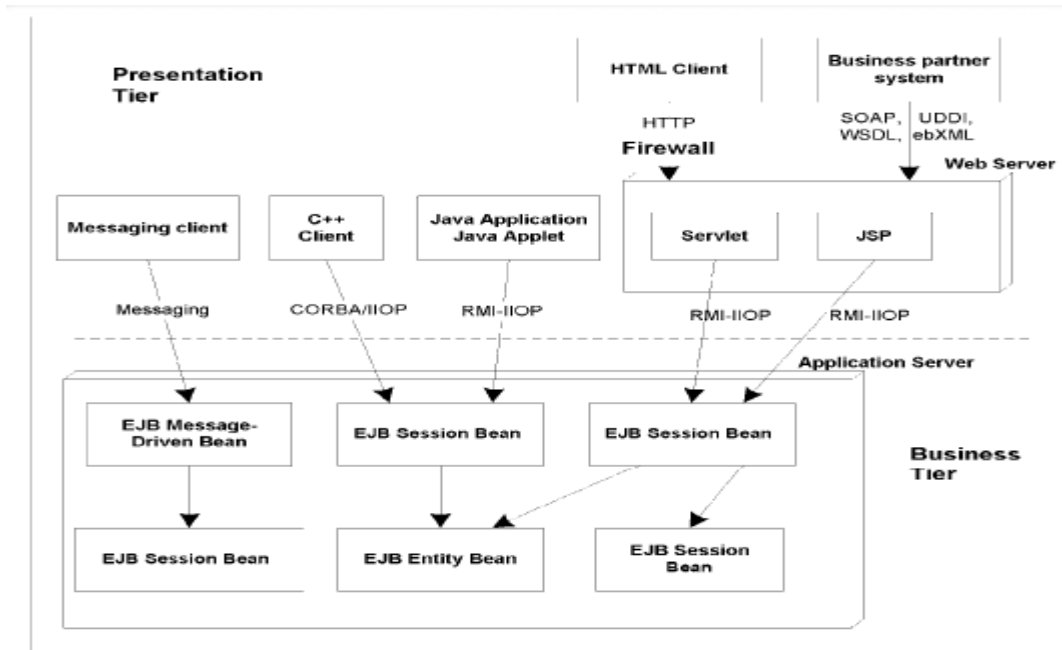 Presentation
Tier
HTML Client
Business partner
system
HTTP
Firewall
SOAP, UDDI,
WSDL, ebXML
Web Server
Messaging client
C++
Client
Java Application
Java Applet
Servlet
JSP
Messaging
CORBA/IIOP
RMI-IIOP
RMI-IIOP
RMI-IIOP
Application Server
EJB Message-
Driven Bean
EJB Session Bean
EJB Session Bean
Business
Tier
EJB Session Bean
EJB Entity Bean
EJB Session
Bean